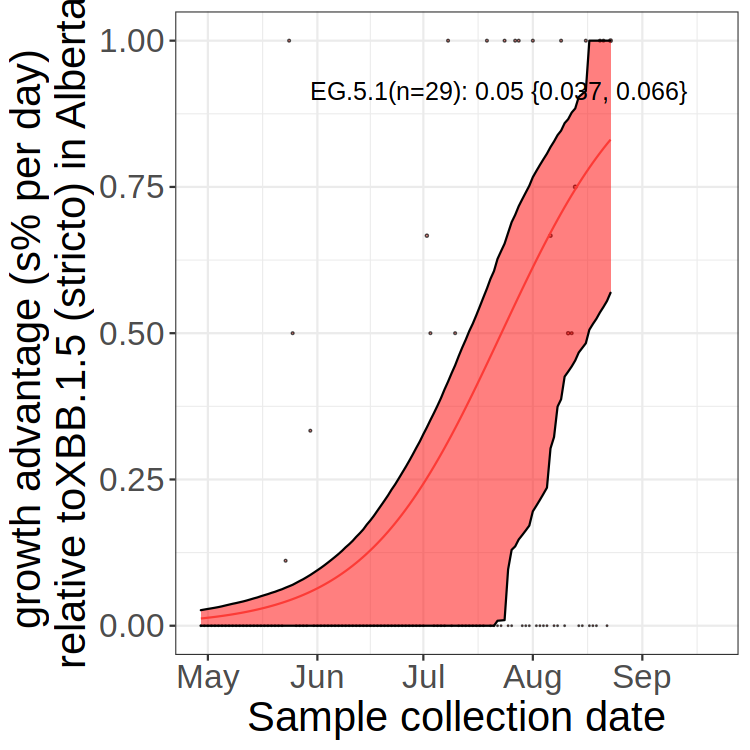 growth advantage (s% per day)
relative toXBB.1.5 (stricto) in Alberta
1.00
0.75
0.50
0.25
0.00
EG.5.1(n=29): 0.05 {0.037, 0.066}
May Jun Jul Aug Sep
Sample collection date